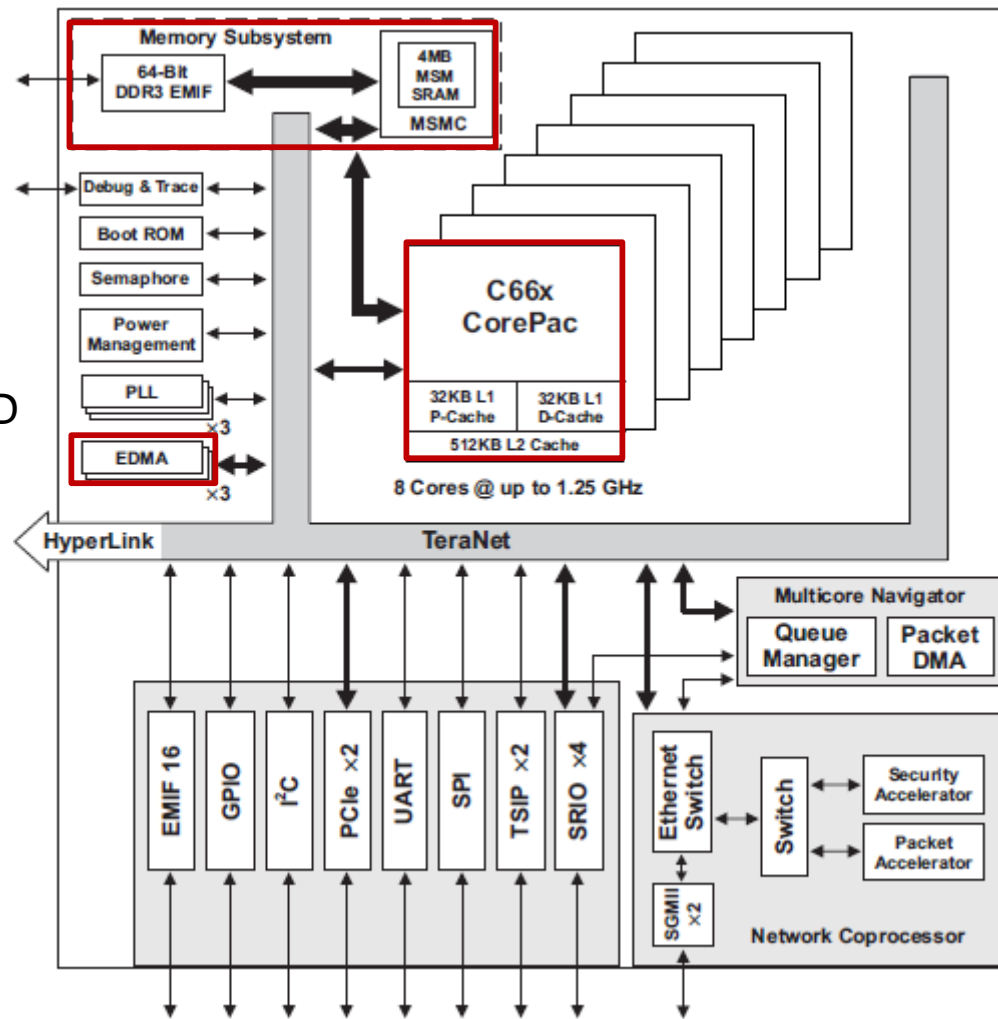 Memory Subsystem
64-Bit
DDR3 EMIF
4MB
MSM
SRAM
MSMC
Debug & Trace
Boot ROM
Semaphore
Power
Management
PLL
×3
D
EDMA
×3
C66x
CorePac
32KB L1
P-Cache
32KB L1
D-Cache
512KB L2 Cache
8 Cores @ up to 1.25 GHz
HyperLink
TeraNet
Multicore Navigator
Queue
Manager
Packet
DMA
EMIF 16
GPIO
I²C
PCIe ×2
UART
SPI
TSIP ×2
SRIO ×4
Ethernet
Switch
Switch
Security
Accelerator
Packet
Accelerator
SGMII
×2
Network Coprocessor